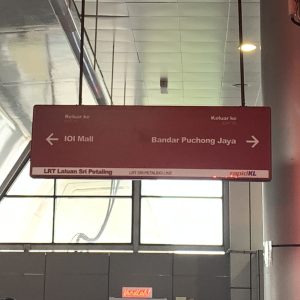 Keluar ke
IOI Mall
Keluar ke
Bandar Puchong Jaya
LRT Laluan Sri Petaling
LRT SRI PETALING LINE
rapidKL